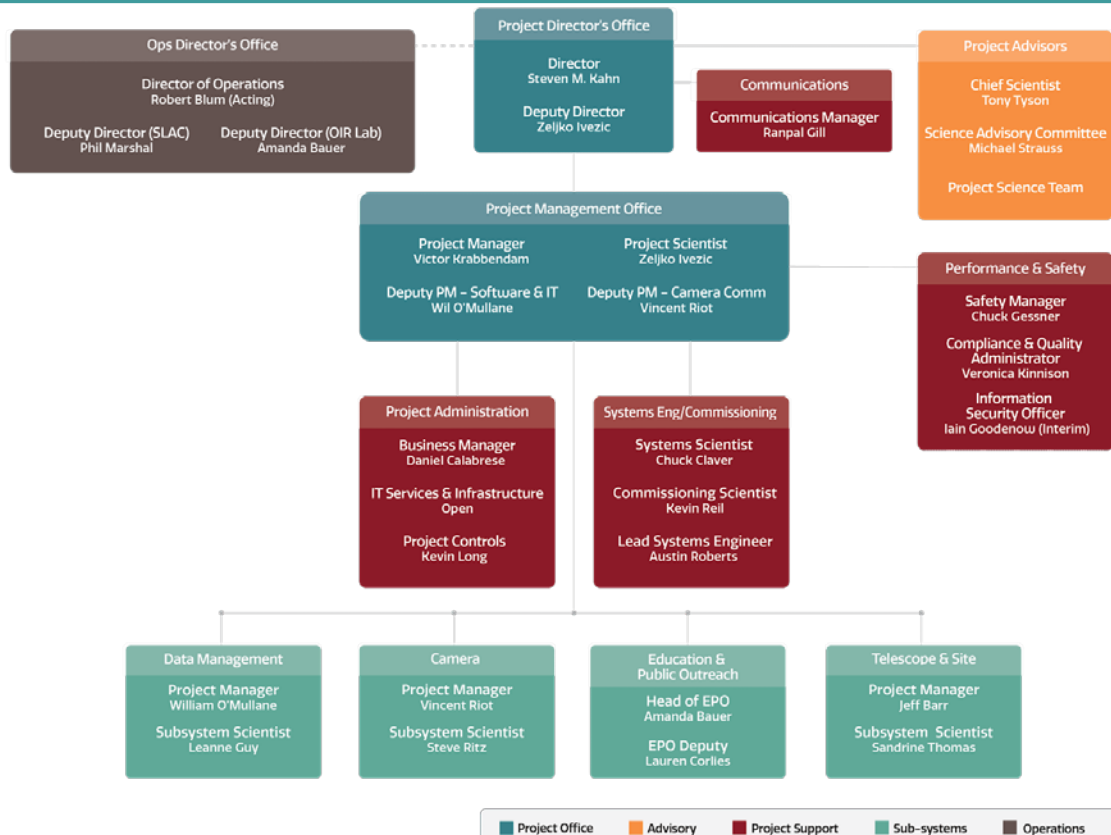 Project Director's Office
Director
Steven M. Kahn
Deputy Director
Zeljko Ivezic
Ops Director's Office
Director of Operations
Robert Blum (Acting)
Deputy Director (SLAC)
Phil Marshal
Deputy Director (OIR Lab)
Amanda Bauer
Communications
Communications Manager
Ranpal Gill
Project Advisors
Chief Scientist
Tony Tyson
Science Advisory Committee
Michael Strauss
Project Science Team
Project Management Office
Project Manager
Victor Krabbendam
Project Scientist
Zeljko Ivezic
Deputy PM – Software & IT
Wil O'Mullane
Deputy PM – Camera Comm
Vincent Riot
Performance & Safety
Safety Manager
Chuck Gessner
Compliance & Quality
Administrator
Veronica Kinnison
Information
Security Officer
Iain Goodenow (Interim)
Project Administration
Business Manager
Daniel Calabrese
IT Services & Infrastructure
Open
Project Controls
Kevin Long
Systems Eng/Commissioning
Systems Scientist
Chuck Claver
Commissioning Scientist
Kevin Reil
Lead Systems Engineer
Austin Roberts
Data Management
Project Manager
William O'Mullane
Subsystem Scientist
Leanne Guy
Camera
Project Manager
Vincent Riot
Subsystem Scientist
Steve Ritz
Education &
Public Outreach
Head of EPO
Amanda Bauer
EPO Deputy
Lauren Corlies
Telescope & Site
Project Manager
Jeff Barr
Subsystem Scientist
Sandrine Thomas
Project Office
Advisory
Project Support
Sub-systems
Operations